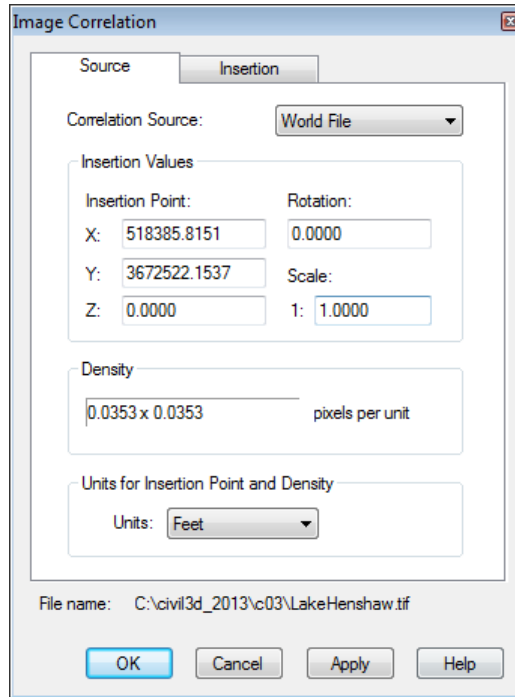 Image Correlation
Source Insertion
Correlation Source: World File
Insertion Values
Insertion Point: Rotation:
X: 518385.8151 0.0000
Y: 3672522.1537 Scale:
Z: 0.0000 1: 1.0000
Density
0.0353 x 0.0353 pixels per unit
Units for Insertion Point and Density
Units: Feet
File name: C:\civil3d_2013\c03\LakeHenshaw.tif
OK Cancel Apply Help